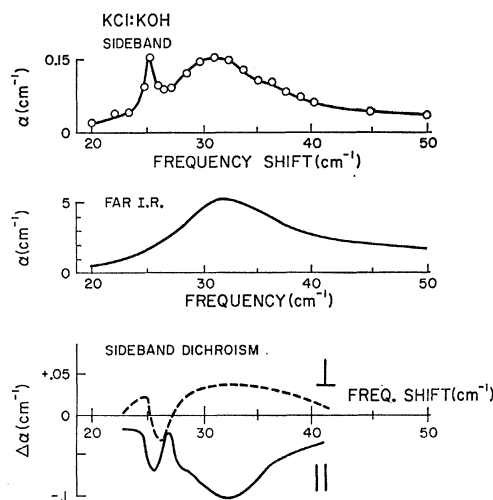 KCl:KOH
SIDEBAND
0.15
α(cm⁻¹)
0
20 30 40 50
FREQUENCY SHIFT(cm⁻¹)
FAR I.R.
5
α(cm⁻¹)
0
20 30 40 50
FREQUENCY(cm⁻¹)
SIDEBAND DICHROISM.
+.05
⊥
FREQ. SHIFT(cm⁻¹)
Δα(cm⁻¹)
0
20 30 40 50
||
-.1